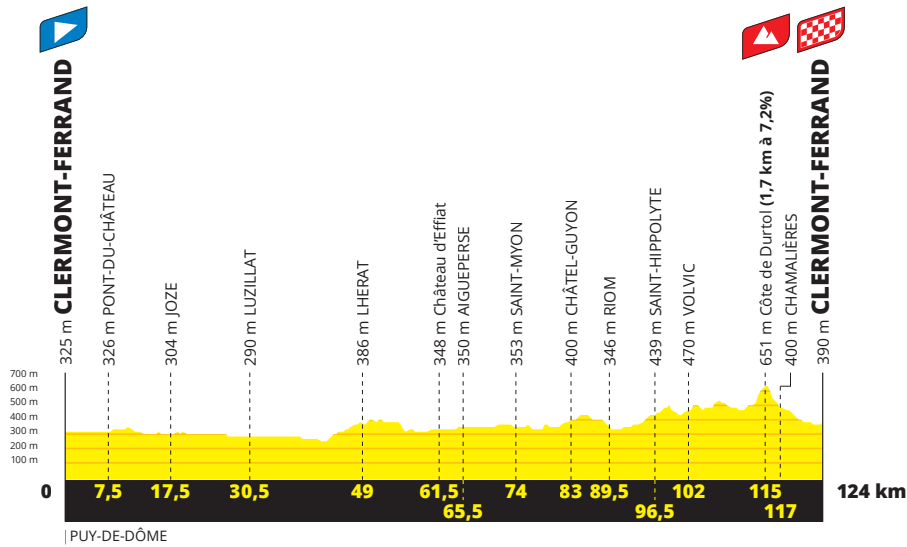 325 m CLERMONT-FERRAND
326 m PONT-DU-CHÂTEAU
304 m JOZE
290 m LUZILLAT
386 m LHERAT
348 m Château d'Effiat
350 m AIGUEPERSE
353 m SAINT-MYON
400 m CHÂTEL-GUYON
346 m RIOM
439 m SAINT-HIPPOLYTE
470 m VOLVIC
651 m Côte de Durtol (1,7 km à 7,2%)
400 m CHAMALIÈRES
390 m CLERMONT-FERRAND
700 m
600 m
500 m
400 m
300 m
200 m
100 m
0 7,5 17,5 30,5 49 61,5 74 83 89,5 102 115 124 km
65,5 96,5 117
PUY-DE-DÔME